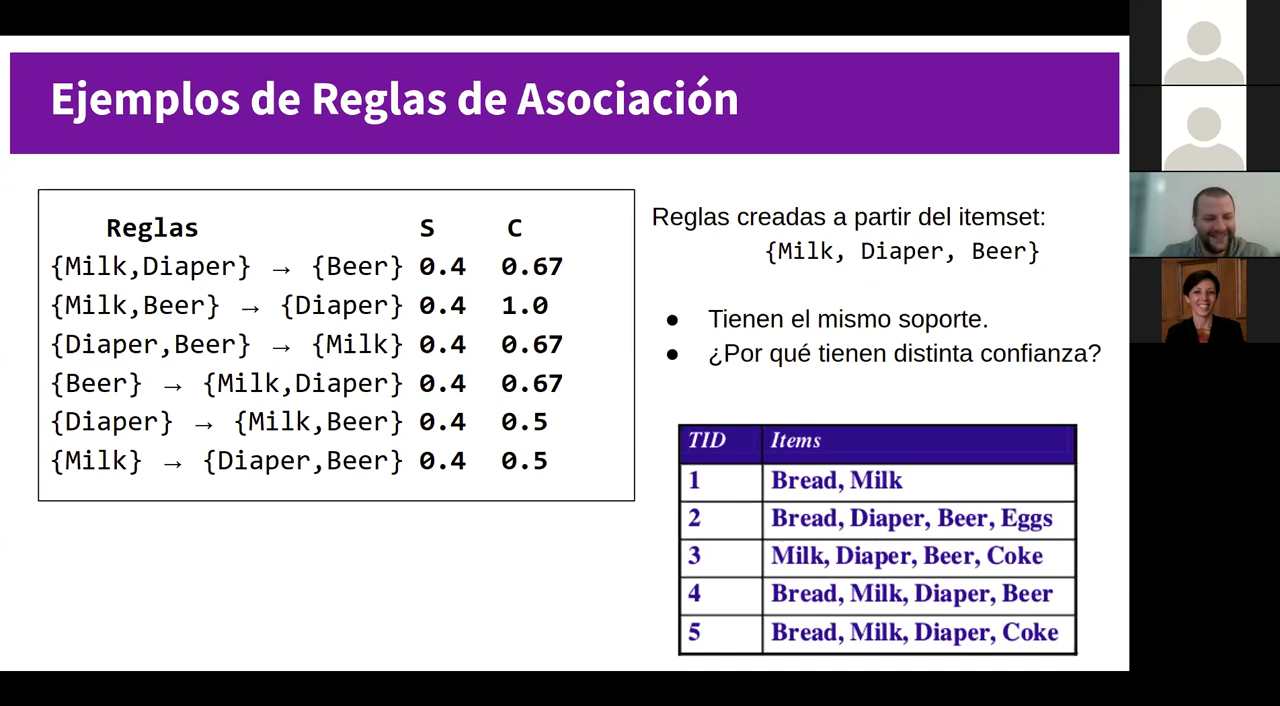 Ejemplos de Reglas de Asociación
Reglas S C
{Milk,Diaper} → {Beer} 0.4 0.67
{Milk,Beer} → {Diaper} 0.4 1.0
{Diaper,Beer} → {Milk} 0.4 0.67
{Beer} → {Milk,Diaper} 0.4 0.67
{Diaper} → {Milk,Beer} 0.4 0.5
{Milk} → {Diaper,Beer} 0.4 0.5
Reglas creadas a partir del itemset:
{Milk, Diaper, Beer}
● Tienen el mismo soporte.
● ¿Por qué tienen distinta confianza?
TID Items
1 Bread, Milk
2 Bread, Diaper, Beer, Eggs
3 Milk, Diaper, Beer, Coke
4 Bread, Milk, Diaper, Beer
5 Bread, Milk, Diaper, Coke